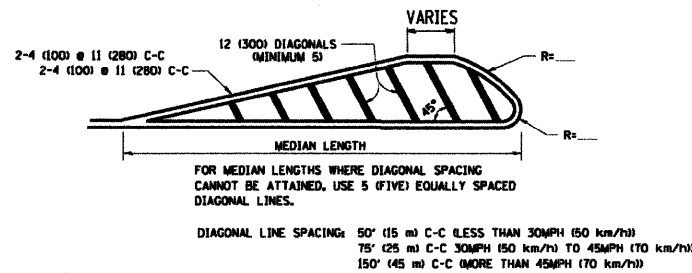 VARIES
2-4 (100) @ 11 (280) C-C
2-4 (100) @ 11 (280) C-C
12 (300) DIAGONALS
(MINIMUM 5)
R=___
45°
R=___
MEDIAN LENGTH
FOR MEDIAN LENGTHS WHERE DIAGONAL SPACING
CANNOT BE ATTAINED, USE 5 (FIVE) EQUALLY SPACED
DIAGONAL LINES.
DIAGONAL LINE SPACING: 50' (15 m) C-C (LESS THAN 30MPH (50 km/h))
75' (25 m) C-C 30MPH (50 km/h) TO 45MPH (70 km/h))
150' (45 m) C-C (MORE THAN 45MPH (70 km/h))